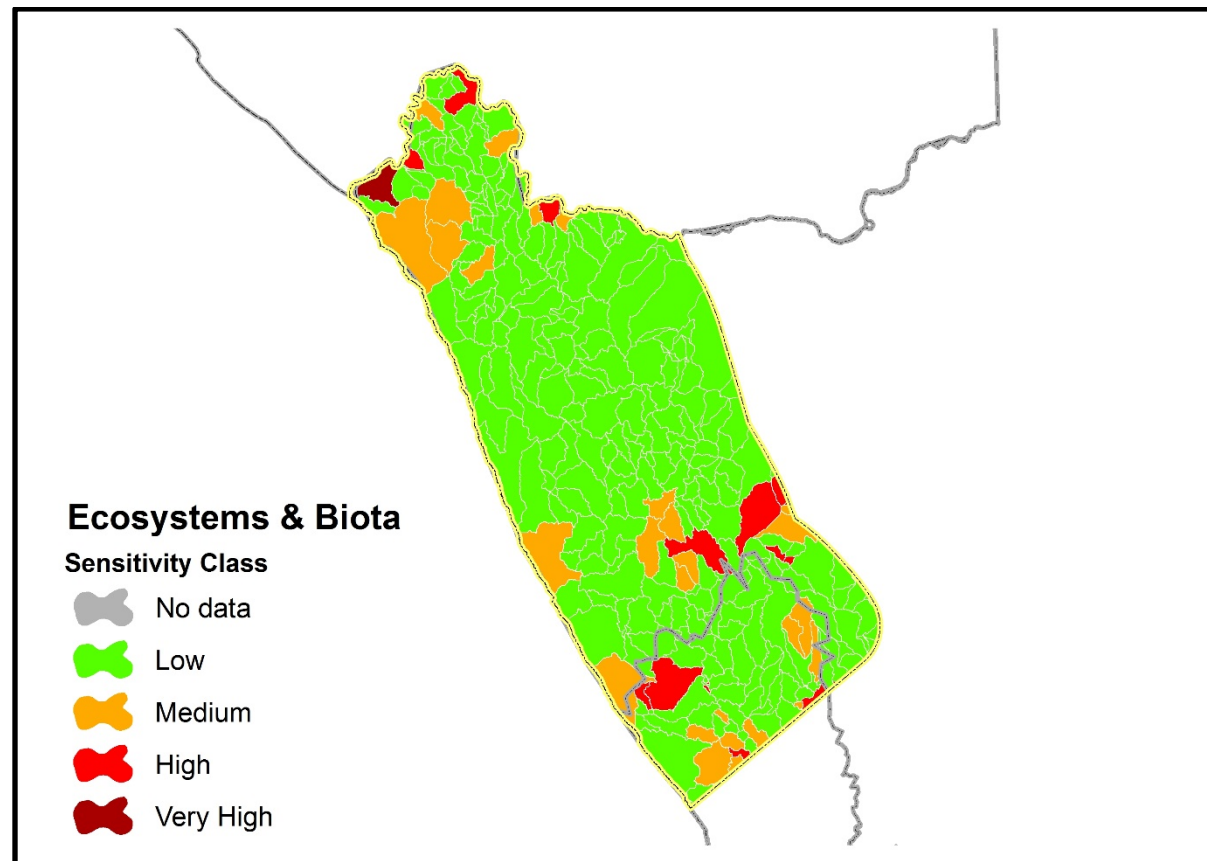 Ecosystems & Biota
Sensitivity Class
No data
Low
Medium
High
Very High